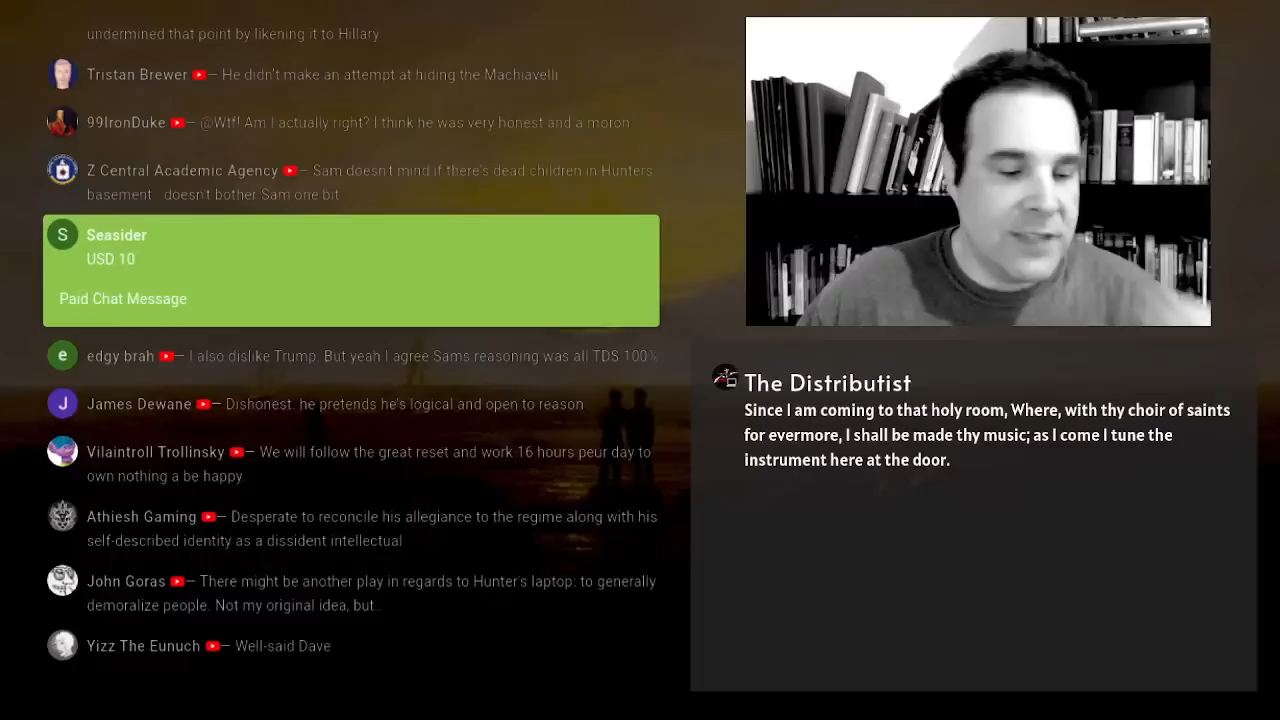 undermined that point by likening it to Hillary
Tristan Brewer — He didn't make an attempt at hiding the Machiavelli
99IronDuke — @Wtf! Am I actually right? I think he was very honest and a moron
Z Central Academic Agency — Sam doesn't mind if there's dead children in Hunters
basement doesn't bother Sam one bit
S
Seasider
USD 10
Paid Chat Message
e
edgy brah — I also dislike Trump. But yeah I agree Sams reasoning was all TDS 100%
J
James Dewane — Dishonest. he pretends he's logical and open to reason
Vilaintroll Trollinsky — We will follow the great reset and work 16 hours peur day to
own nothing a be happy
Athiesh Gaming — Desperate to reconcile his allegiance to the regime along with his
self-described identity as a dissident intellectual
John Goras — There might be another play in regards to Hunter's laptop: to generally
demoralize people. Not my original idea, but..
Yizz The Eunuch — Well-said Dave
The Distributist
Since I am coming to that holy room, Where, with thy choir of saints
for evermore, I shall be made thy music; as I come I tune the
instrument here at the door.